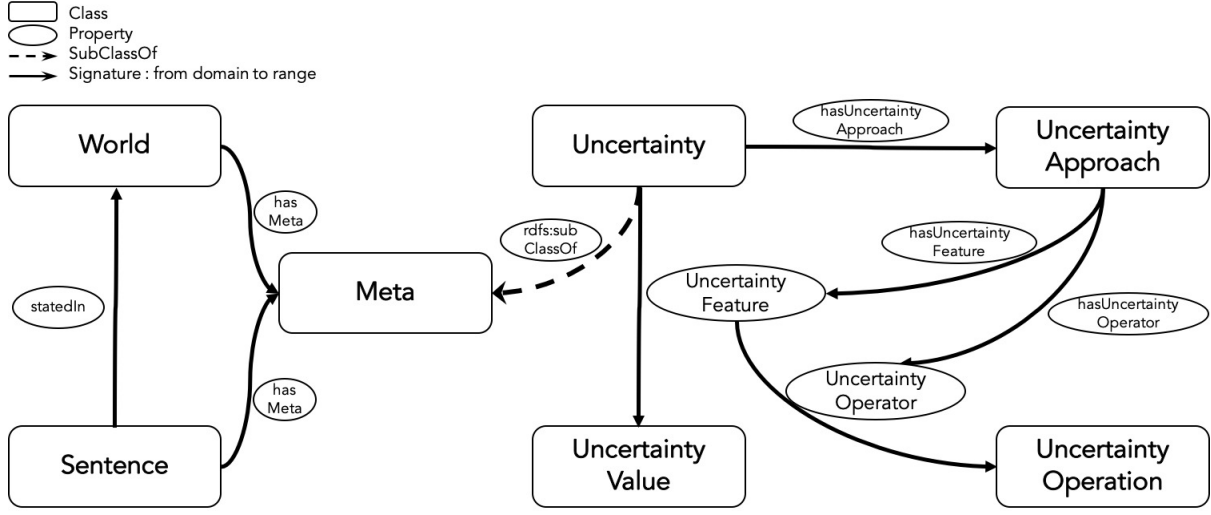 Class
Property
SubClassOf
Signature : from domain to range
World
Uncertainty
hasUncertainty
Approach
Uncertainty
Approach
has
Meta
rdfs:sub
ClassOf
hasUncertainty
Feature
Meta
Uncertainty
Feature
statedIn
hasUncertainty
Operator
has
Meta
Uncertainty
Operator
Sentence
Uncertainty
Value
Uncertainty
Operation